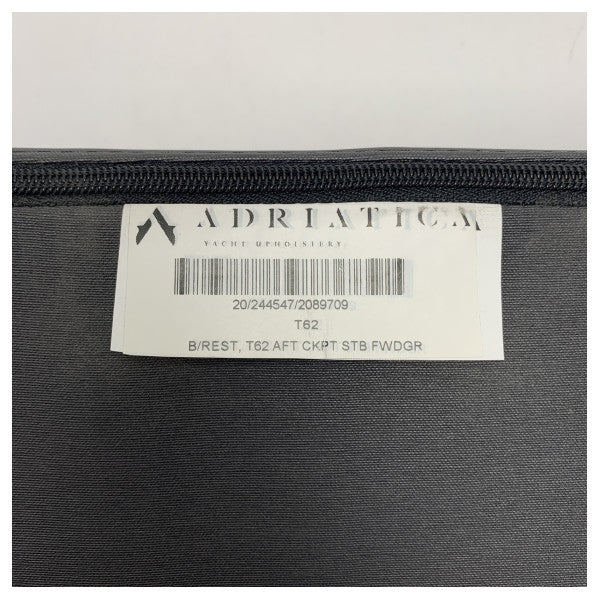 ADRIATICA
YACHT UPHOLSTERY
20/244547/2089709
T62
B/REST, T62 AFT CKPT STB FWDGR